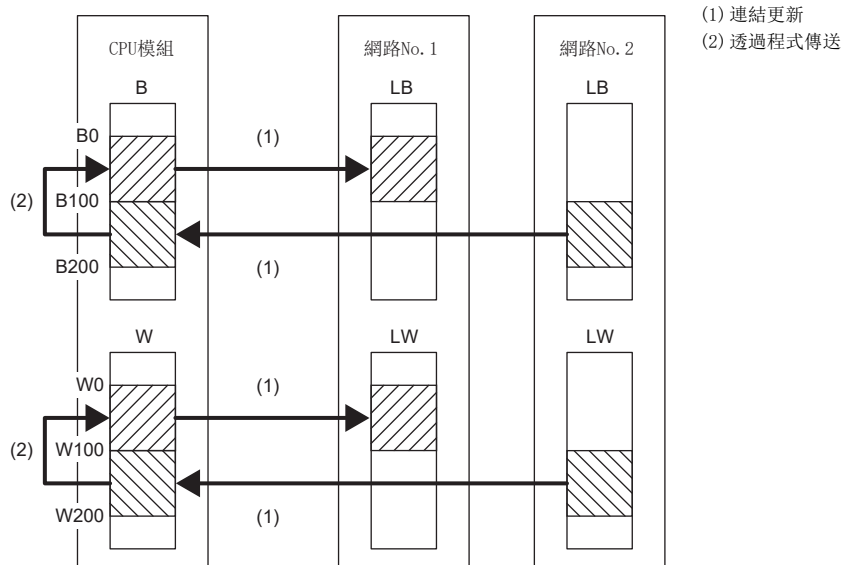 (1) 連結更新
(2) 透過程式傳送
CPU模組
網路No.1
網路No.2
B
LB
LB
B0
(1)
(2)
B100
B200
(1)
W
LW
LW
W0
(1)
(2)
W100
W200
(1)